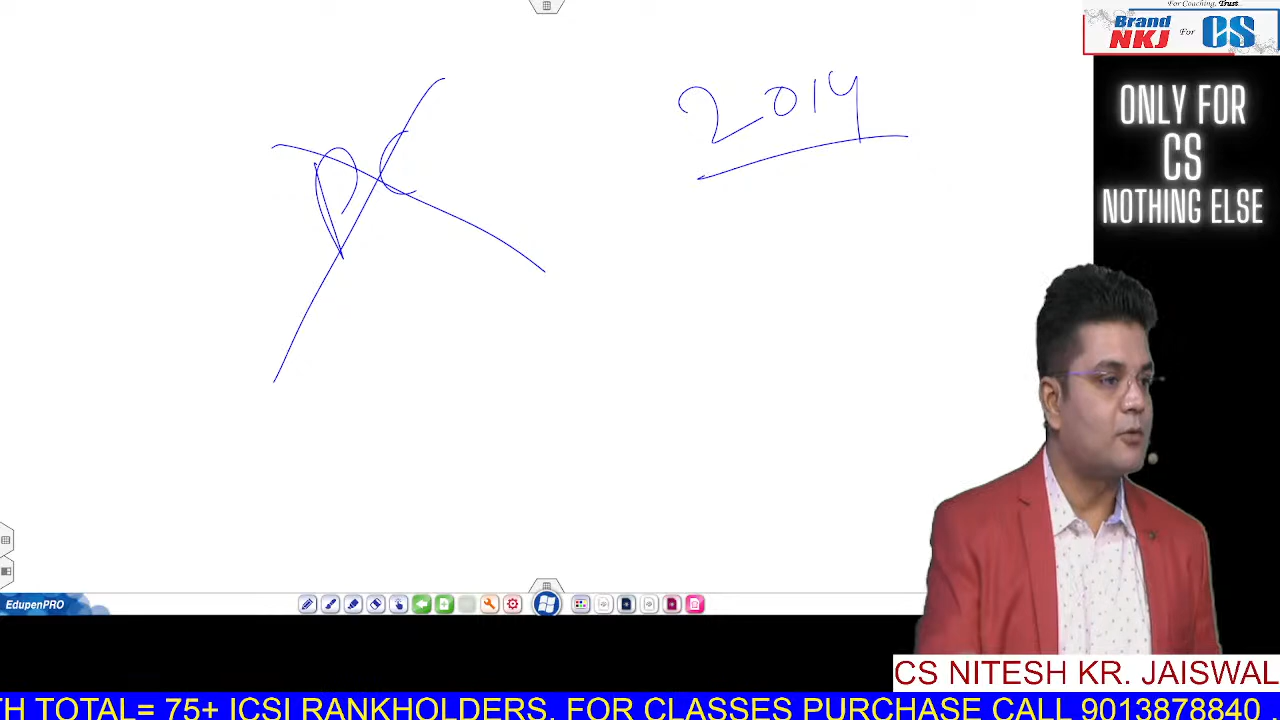 For Coaching, Trust
Brand NKJ For CS
2014
PC
ONLY FOR
CS
NOTHING ELSE
EdupenPRO
CS NITESH KR. JAISWAL
TH TOTAL= 75+ ICSI RANKHOLDERS. FOR CLASSES PURCHASE CALL 9013878840